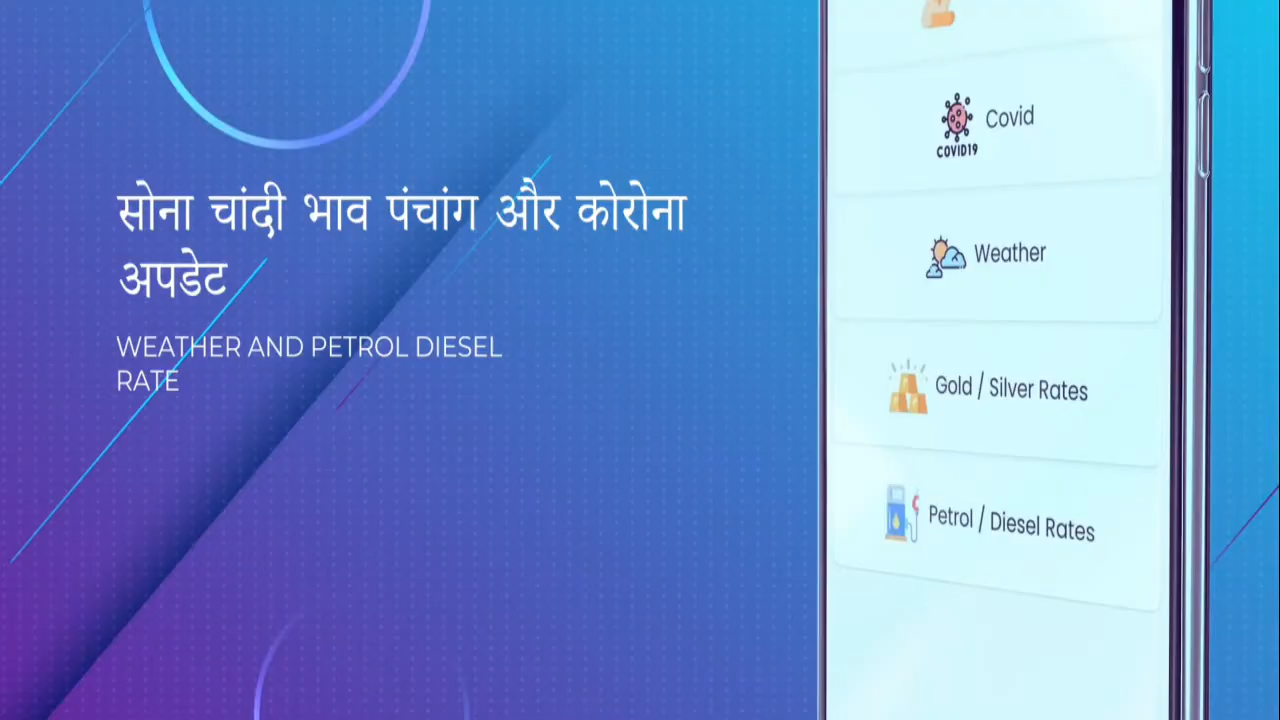 सोना चांदी भाव पंचांग और कोरोना
अपडेट
WEATHER AND PETROL DIESEL
RATE
COVID19
Covid
Weather
Gold / Silver Rates
Petrol / Diesel Rates